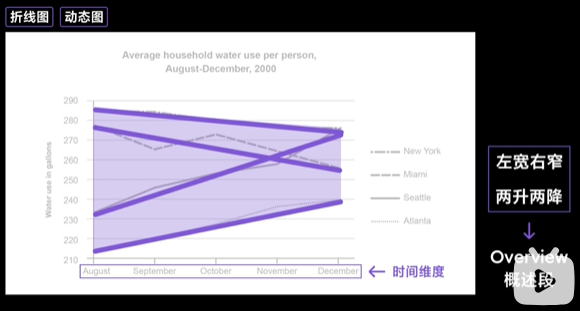 折线图 动态图
Average household water use per person,
August-December, 2000
Water use in gallons
290
280
270
260
250
240
230
220
210
August September October November December
New York
Miami
Seattle
Atlanta
时间维度
左宽右窄
两升两降
Overview
概述段